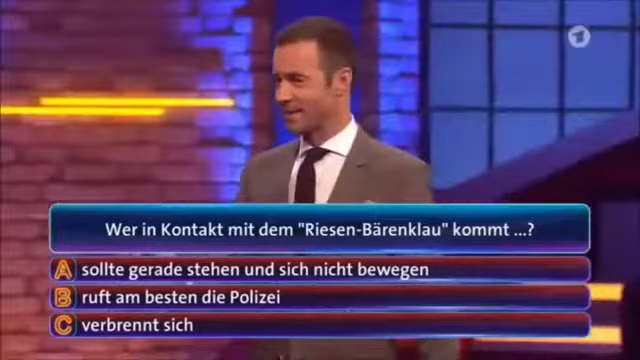 Wer in Kontakt mit dem "Riesen-Bärenklau" kommt ...?
A sollte gerade stehen und sich nicht bewegen
B ruft am besten die Polizei
C verbrennt sich